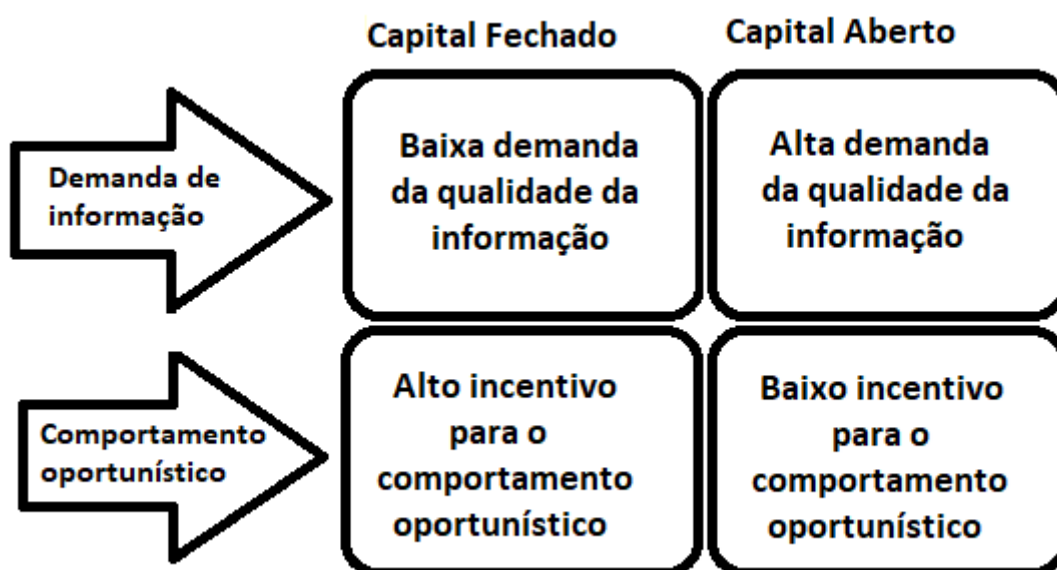 Capital Fechado
Capital Aberto
Demanda de
informação
Baixa demanda
da qualidade da
informação
Alta demanda
da qualidade da
informação
Comportamento
oportunístico
Alto incentivo
para o
comportamento
oportunístico
Baixo incentivo
para o
comportamento
oportunístico